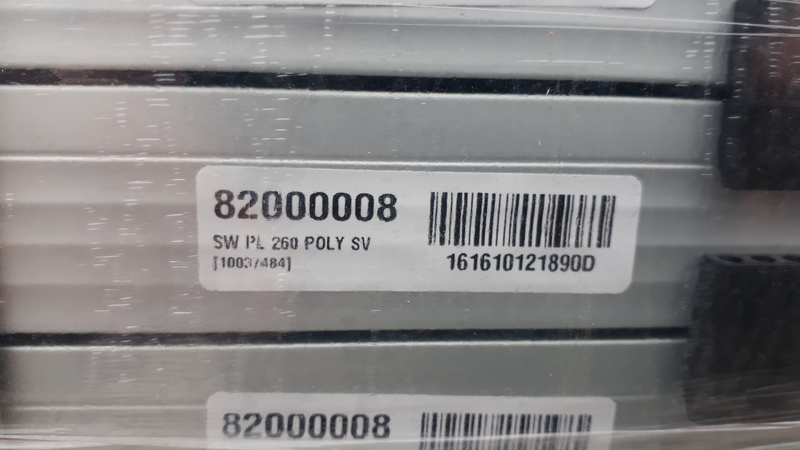 82000008
SW PL 260 POLY SV
[10037484]
161610121890D
82000008